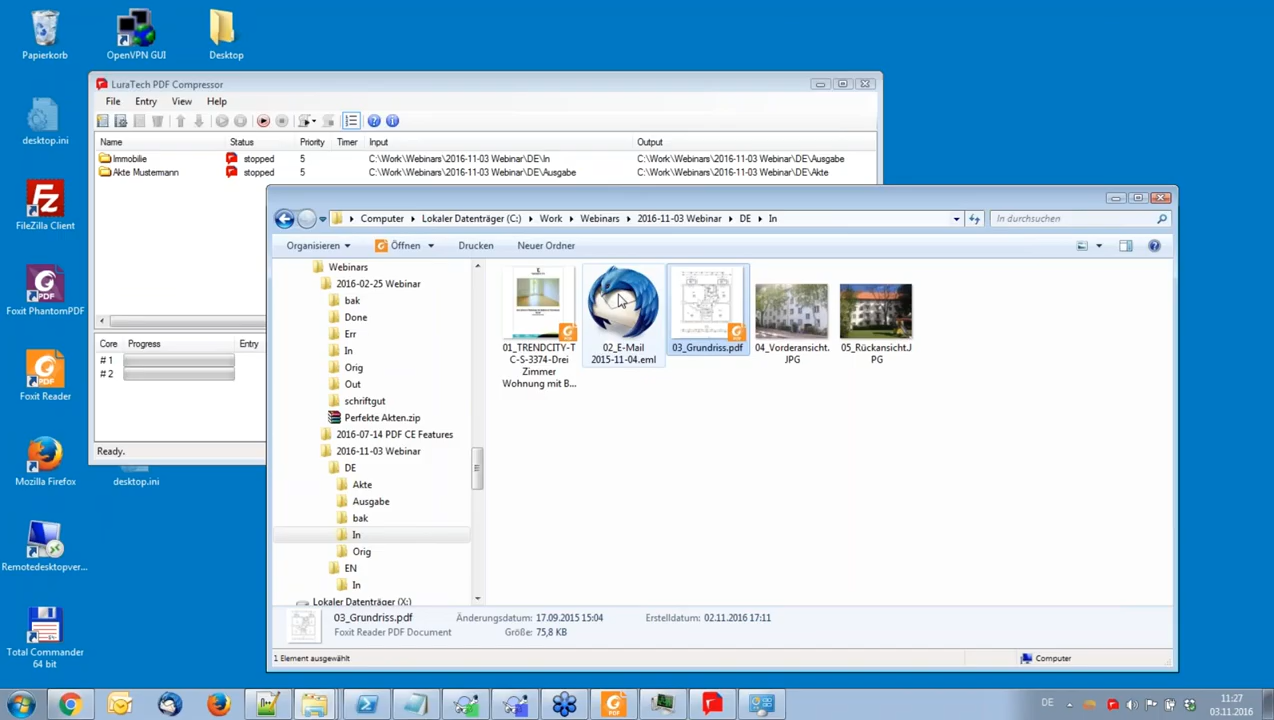 Papierkorb
OpenVPN GUI
Desktop
desktop.ini
FileZilla Client
Foxit PhantomPDF
Foxit Reader
Mozilla Firefox
desktop.ini
Remotedesktopver...
Total Commander
64 bit
LuraTech PDF Compressor
File Entry View Help
Name Status Priority Timer Input Output
Immobilie stopped 5 C:\Work\Webinars\2016-11-03 Webinar\DE\In C:\Work\Webinars\2016-11-03 Webinar\DE\Ausgabe
Akte Mustermann stopped 5 C:\Work\Webinars\2016-11-03 Webinar\DE\Ausgabe C:\Work\Webinars\2016-11-03 Webinar\DE\Akte
Core Progress
# 1
# 2
Ready.
Computer Lokaler Datenträger (C:) Work Webinars 2016-11-03 Webinar DE In
In durchsuchen
Organisieren Öffnen Drucken Neuer Ordner
Webinars
2016-02-25 Webinar
bak
Done
Err
In
Orig
Out
schriftgut
Perfekte Akten.zip
2016-07-14 PDF CE Features
2016-11-03 Webinar
DE
Akte
Ausgabe
bak
In
Orig
EN
In
Lokaler Datenträger (X:)
01_TRENDCITY-T
C-S-3374-Drei
Zimmer
Wohnung mit B...
02_E-Mail
2015-11-04.eml
03_Grundriss.pdf
04_Vorderansicht.
JPG
05_Rückansicht.J
PG
03_Grundriss.pdf Änderungsdatum: 17.09.2015 15:04 Erstelldatum: 02.11.2016 17:11
Foxit Reader PDF Document Größe: 75,8 KB
1 Element ausgewählt
Computer
DE
11:27
03.11.2016